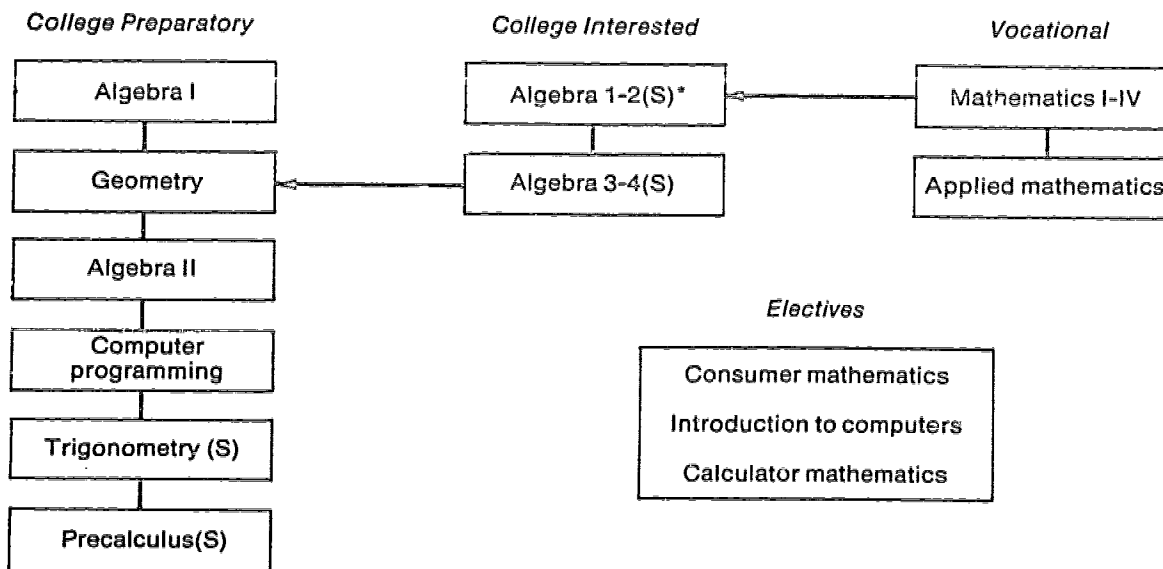 College Preparatory
Algebra I
Geometry
Algebra II
Computer
programming
Trigonometry (S)
Precalculus(S)
College Interested
Algebra 1-2(S)*
Algebra 3-4(S)
Vocational
Mathematics I-IV
Applied mathematics
Electives
Consumer mathematics
Introduction to computers
Calculator mathematics